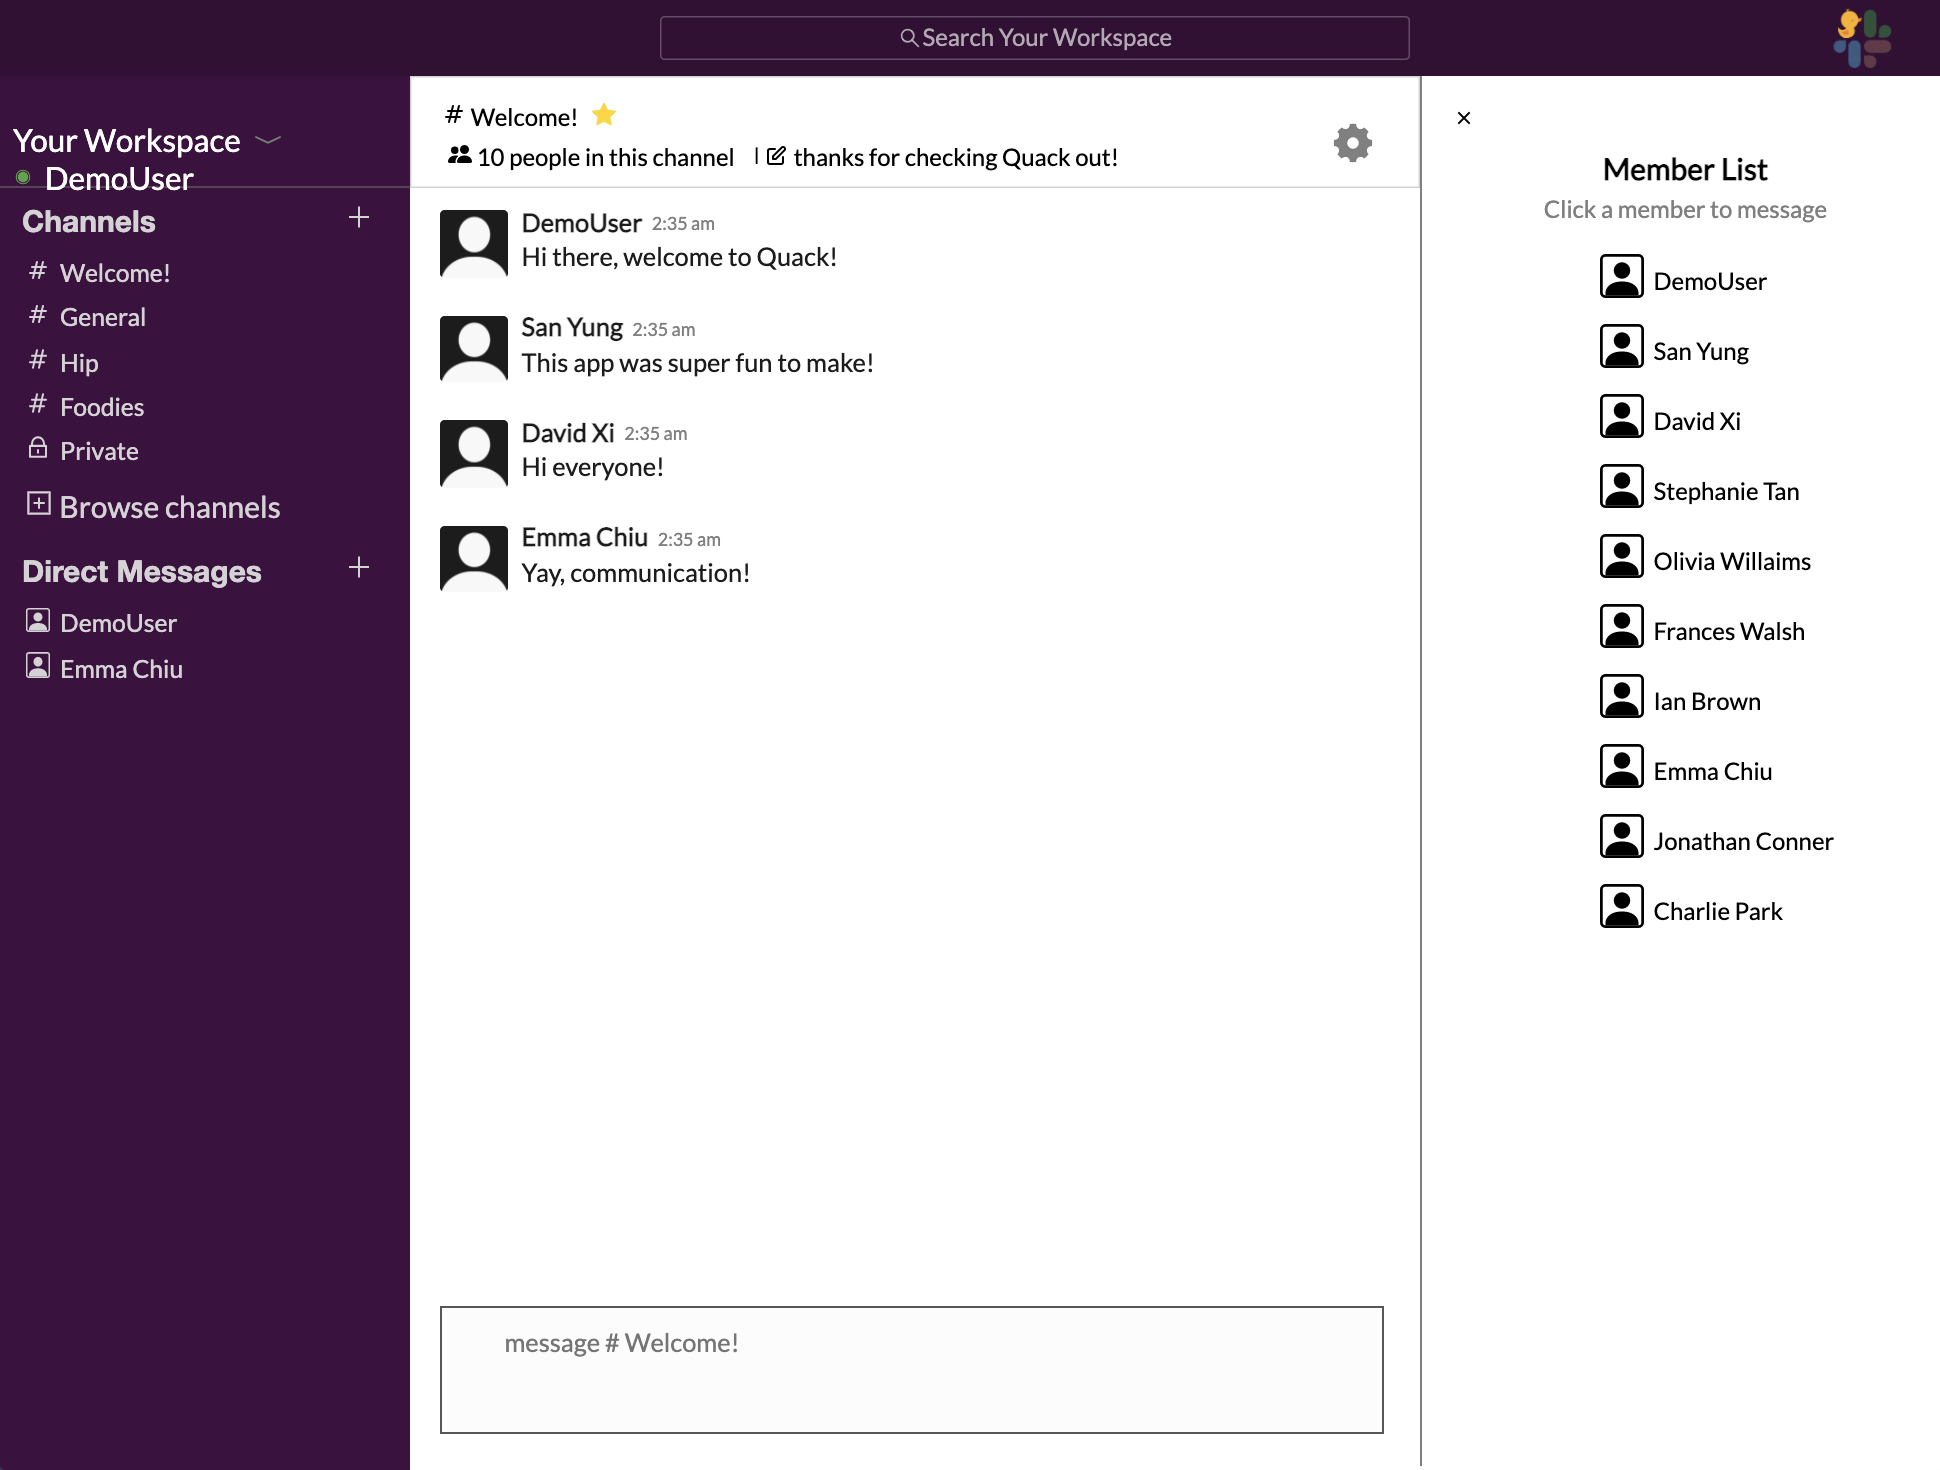 Search Your Workspace
Your Workspace
DemoUser
Channels +
# Welcome!
# General
# Hip
# Foodies
Private
Browse channels
Direct Messages +
DemoUser
Emma Chiu
# Welcome!
10 people in this channel | thanks for checking Quack out!
DemoUser 2:35 am
Hi there, welcome to Quack!
San Yung 2:35 am
This app was super fun to make!
David Xi 2:35 am
Hi everyone!
Emma Chiu 2:35 am
Yay, communication!
message # Welcome!
×
Member List
Click a member to message
DemoUser
San Yung
David Xi
Stephanie Tan
Olivia Willaims
Frances Walsh
Ian Brown
Emma Chiu
Jonathan Conner
Charlie Park